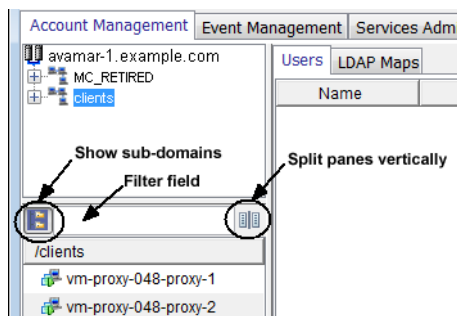 Account Management Event Management Services Adm
avamar-1.example.com Users LDAP Maps
MC_RETIRED
clients Name
Show sub-domains
Filter field
Split panes vertically
/clients
vm-proxy-048-proxy-1
vm-proxy-048-proxy-2